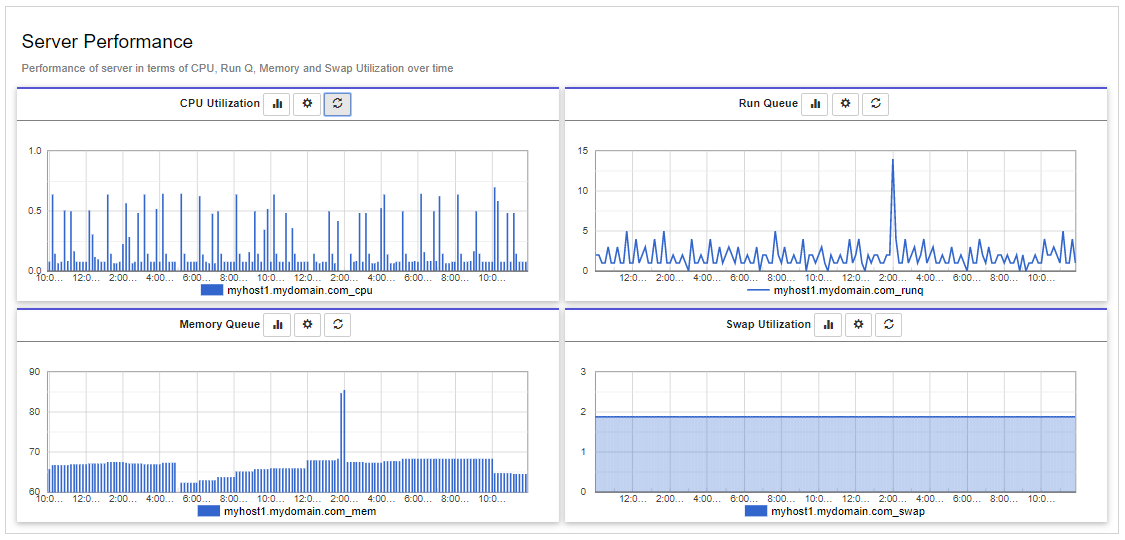 Server Performance
Performance of server in terms of CPU, Run Q, Memory and Swap Utilization over time
CPU Utilization
1.0
0.5
0.0
10:0... 12:0... 2:00... 4:00... 6:00... 8:00... 10:0... 12:0... 2:00... 4:00... 6:00... 8:00... 10:0...
myhost1.mydomain.com_cpu
Run Queue
15
10
5
0
12:0... 2:00... 4:00... 6:00... 8:00... 10:0... 12:0... 2:00... 4:00... 6:00... 8:00... 10:0...
myhost1.mydomain.com_runq
Memory Queue
90
80
70
60
10:0... 12:0... 2:00... 4:00... 6:00... 8:00... 10:0... 12:0... 2:00... 4:00... 6:00... 8:00... 10:0...
myhost1.mydomain.com_mem
Swap Utilization
3
2
1
0
12:0... 2:00... 4:00... 6:00... 8:00... 10:0... 12:0... 2:00... 4:00... 6:00... 8:00... 10:0...
myhost1.mydomain.com_swap